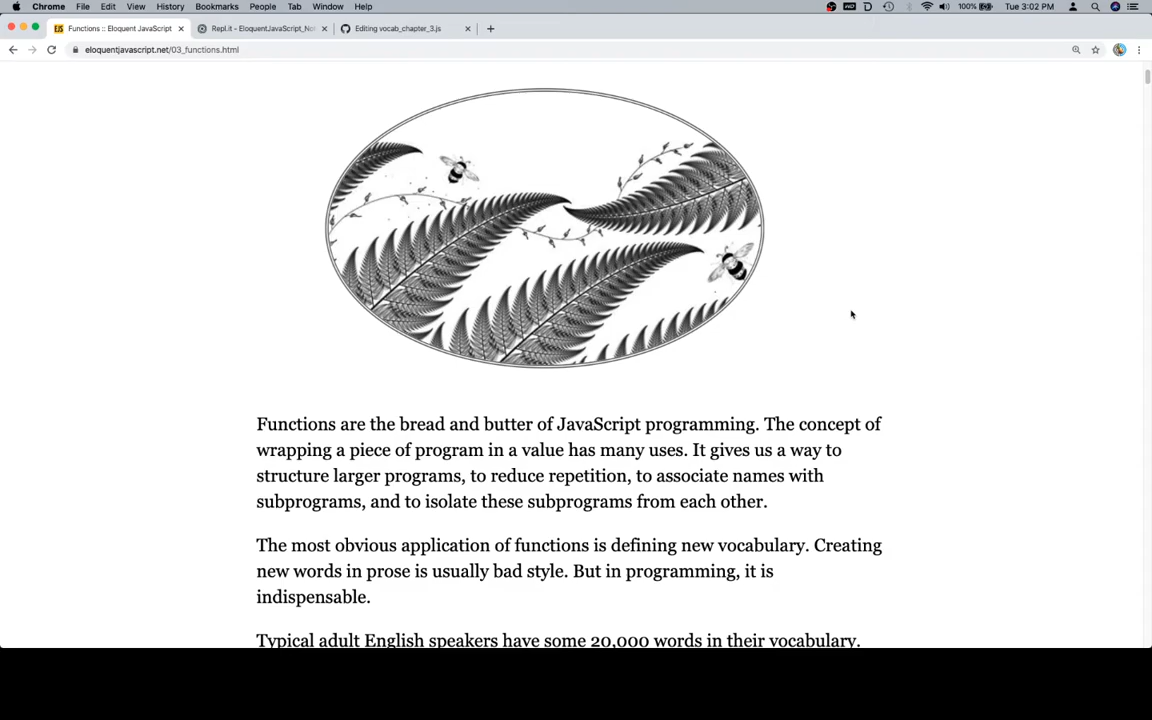 Chrome File Edit View History Bookmarks People Tab Window Help 100% Tue 3:02 PM
Functions :: Eloquent JavaScript Repl.it - EloquentJavaScript_No Editing vocab_chapter_3.js
eloquentjavascript.net/03_functions.html
Functions are the bread and butter of JavaScript programming. The concept of
wrapping a piece of program in a value has many uses. It gives us a way to
structure larger programs, to reduce repetition, to associate names with
subprograms, and to isolate these subprograms from each other.
The most obvious application of functions is defining new vocabulary. Creating
new words in prose is usually bad style. But in programming, it is
indispensable.
Typical adult English speakers have some 20,000 words in their vocabulary.